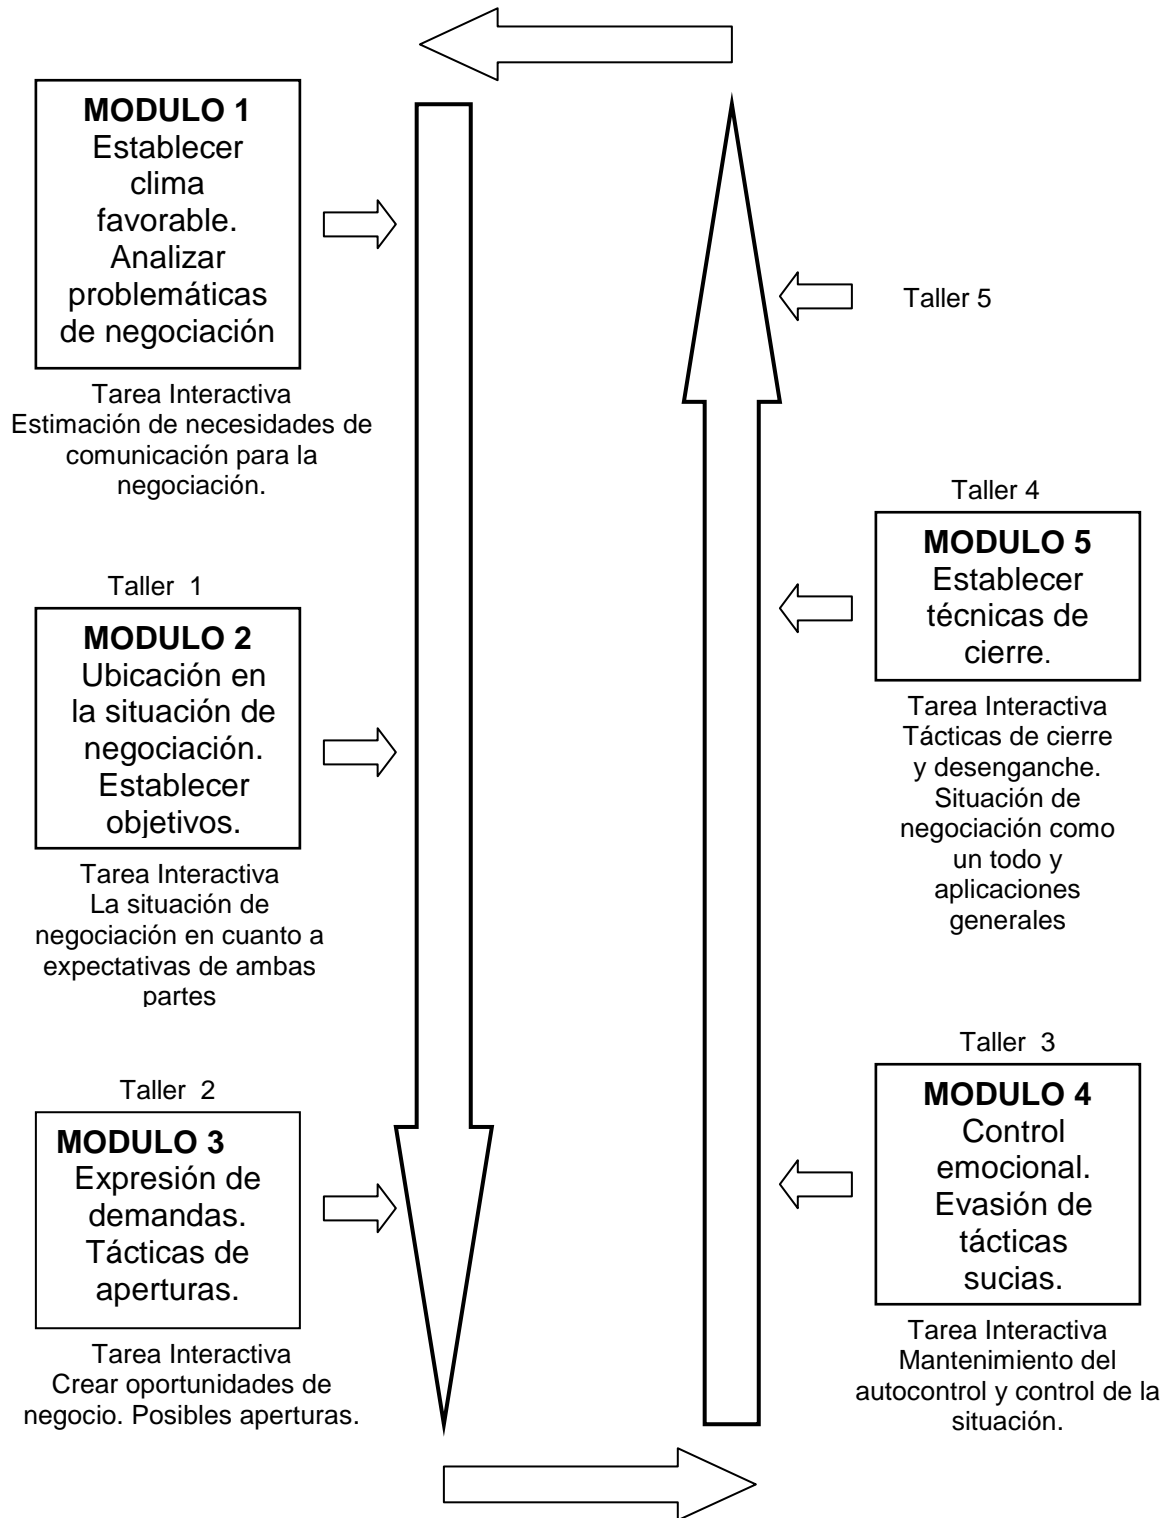 MODULO 1
Establecer
clima
favorable.
Analizar
problemáticas
de negociación
Tarea Interactiva
Estimación de necesidades de
comunicación para la
negociación.
Taller 1
MODULO 2
Ubicación en
la situación de
negociación.
Establecer
objetivos.
Tarea Interactiva
La situación de
negociación en cuanto a
expectativas de ambas
partes
Taller 2
MODULO 3
Expresión de
demandas.
Tácticas de
aperturas.
Tarea Interactiva
Crear oportunidades de
negocio. Posibles aperturas.
Taller 5
Taller 4
MODULO 5
Establecer
técnicas de
cierre.
Tarea Interactiva
Tácticas de cierre
y desenganche.
Situación de
negociación como
un todo y
aplicaciones
generales
Taller 3
MODULO 4
Control
emocional.
Evasión de
tácticas
sucias.
Tarea Interactiva
Mantenimiento del
autocontrol y control de la
situación.